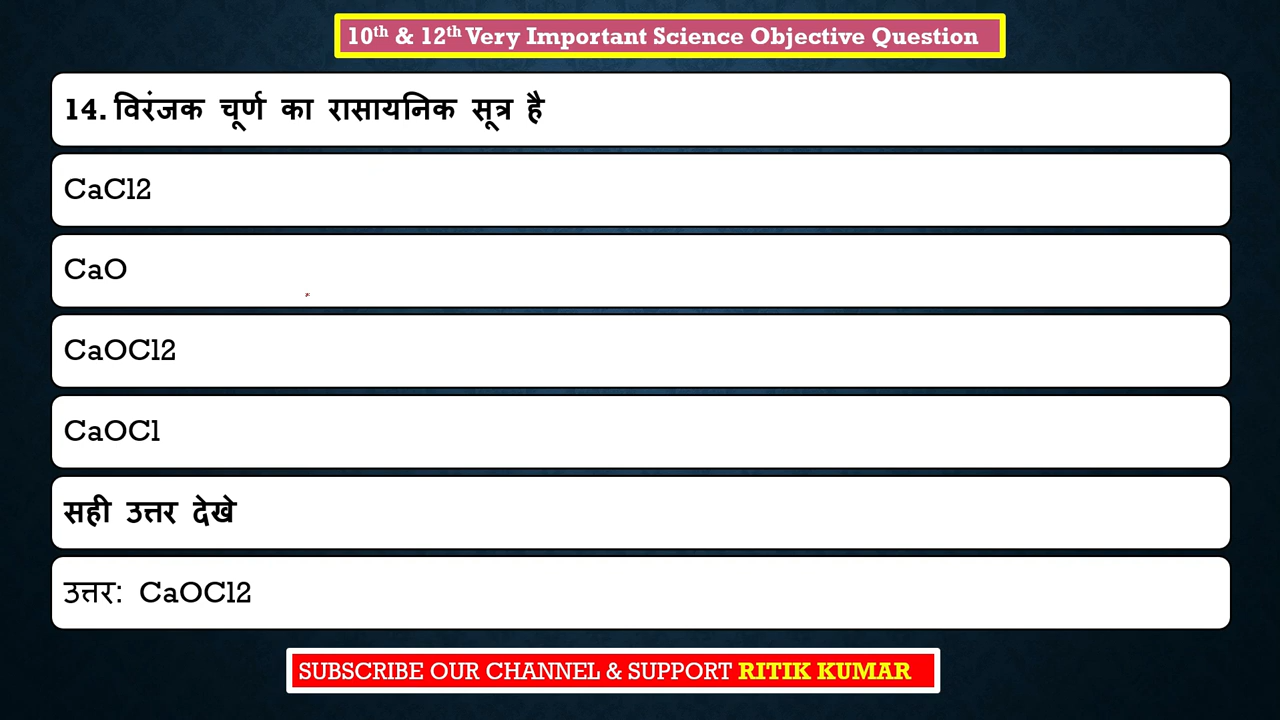 10th & 12th Very Important Science Objective Question
14. विरंजक चूर्ण का रासायनिक सूत्र है
CaCl2
CaO
CaOCl2
CaOCl
सही उत्तर देखे
उत्तर: CaOCl2
SUBSCRIBE OUR CHANNEL & SUPPORT RITIK KUMAR